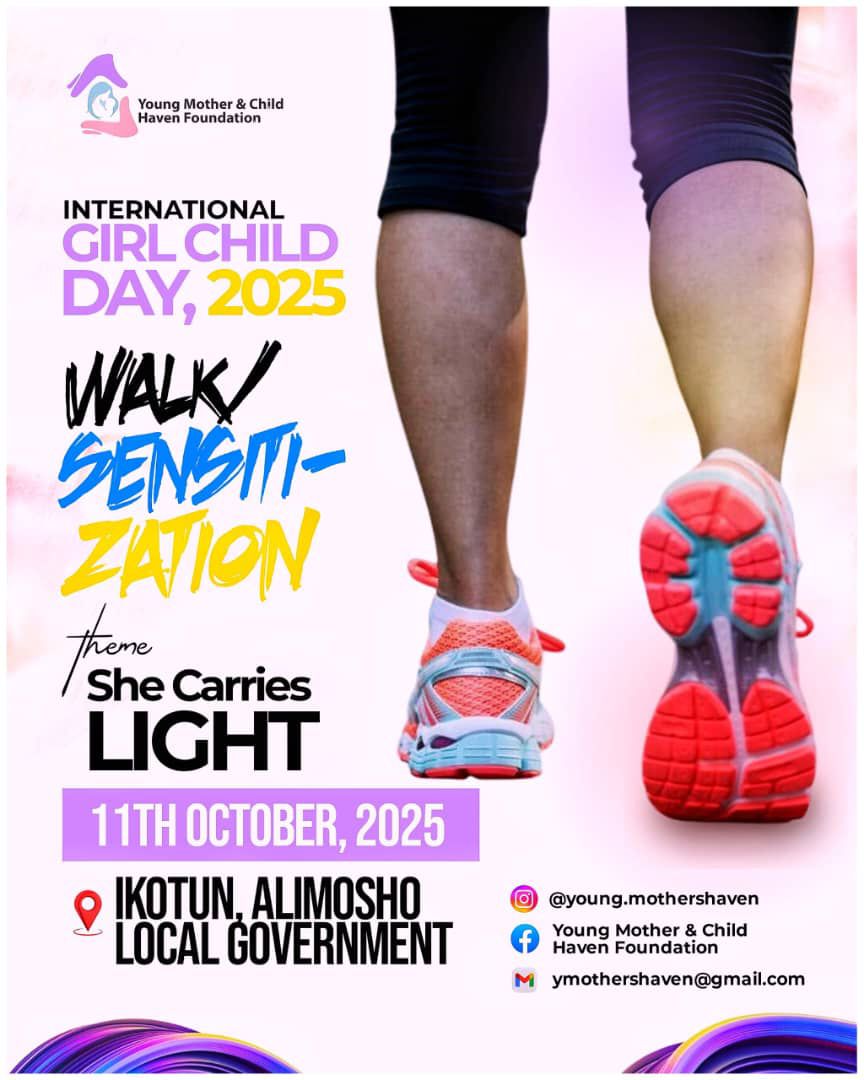 Young Mother & Child
Haven Foundation
INTERNATIONAL
GIRL CHILD
DAY, 2025
WALK/
SENSITI-
ZATION
theme
She Carries
LIGHT
11TH OCTOBER, 2025
IKOTUN, ALIMOSHO
LOCAL GOVERNMENT
@young.mothershaven
Young Mother & Child
Haven Foundation
ymothershaven@gmail.com